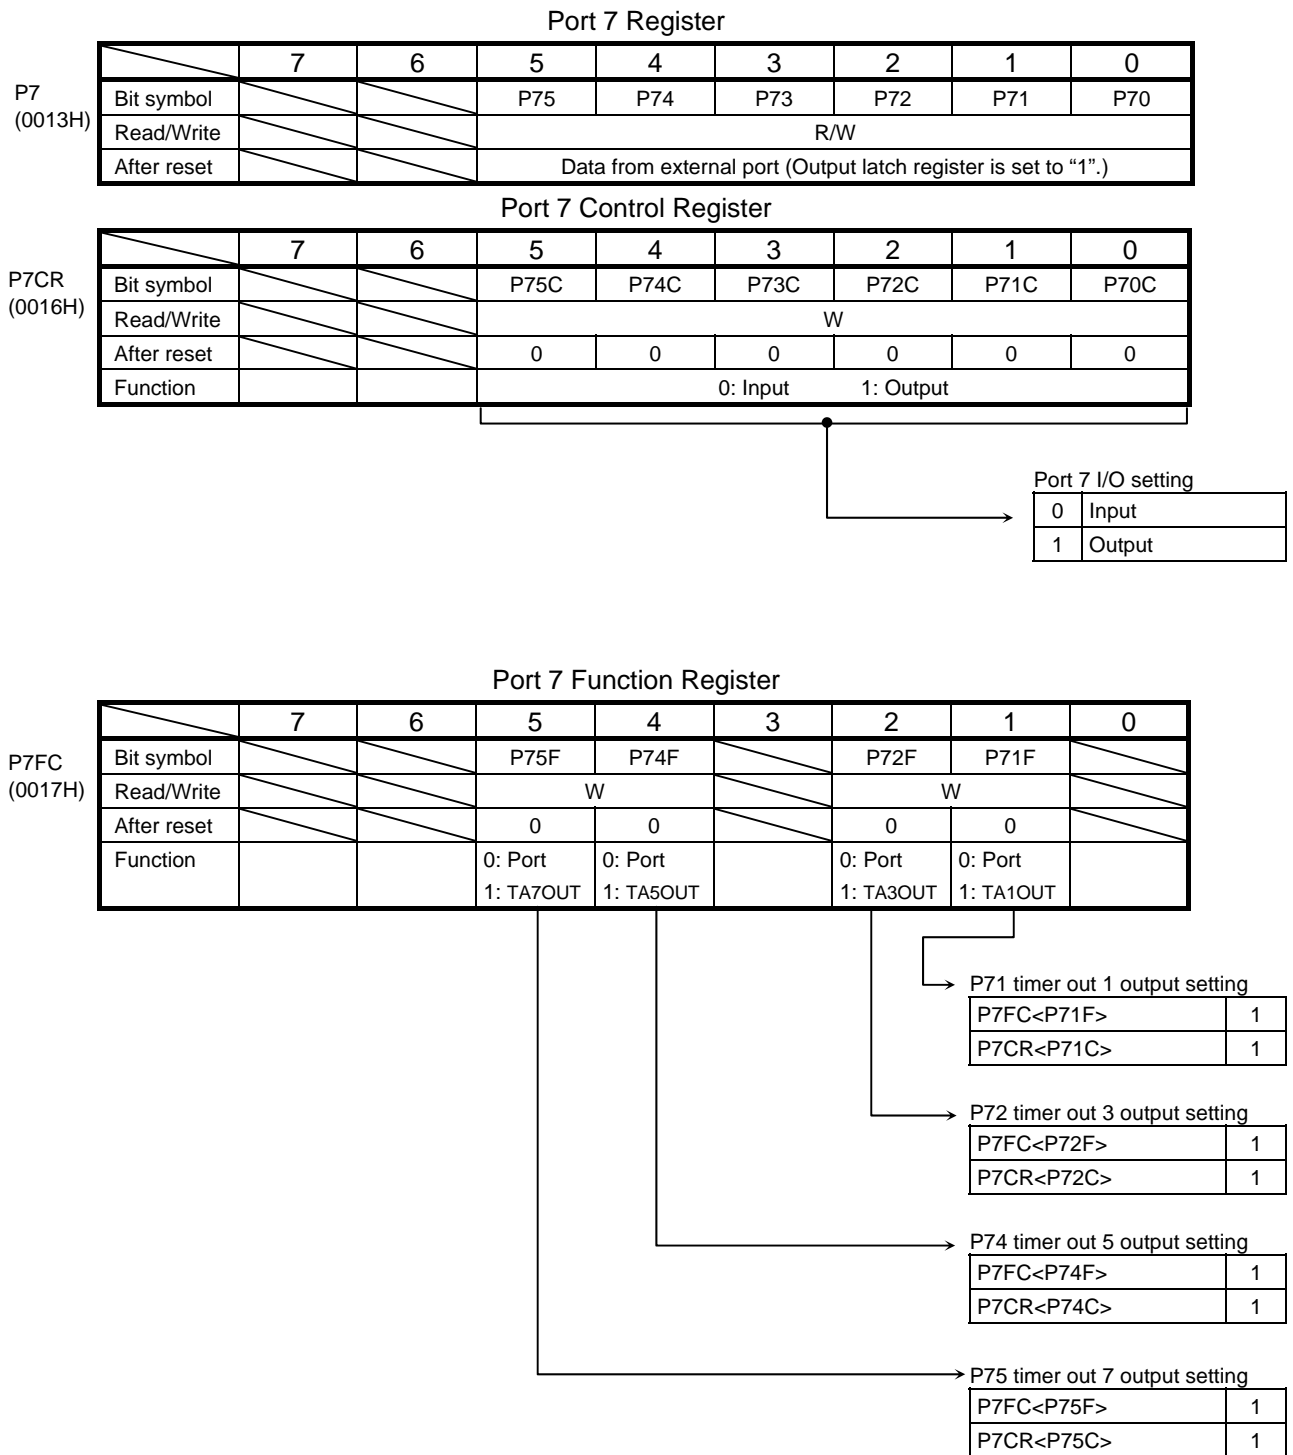 Port 7 Register
7 6 5 4 3 2 1 0
P7
(0013H)
Bit symbol P75 P74 P73 P72 P71 P70
Read/Write R/W
After reset Data from external port (Output latch register is set to “1”.)
Port 7 Control Register
7 6 5 4 3 2 1 0
P7CR
(0016H)
Bit symbol P75C P74C P73C P72C P71C P70C
Read/Write W
After reset 0 0 0 0 0 0
Function 0: Input 1: Output
Port 7 I/O setting
0 Input
1 Output
Port 7 Function Register
7 6 5 4 3 2 1 0
P7FC
(0017H)
Bit symbol P75F P74F P72F P71F
Read/Write W W
After reset 0 0 0 0
Function 0: Port 0: Port 0: Port 0: Port
1: TA7OUT 1: TA5OUT 1: TA3OUT 1: TA1OUT
P71 timer out 1 output setting
P7FC<P71F> 1
P7CR<P71C> 1
P72 timer out 3 output setting
P7FC<P72F> 1
P7CR<P72C> 1
P74 timer out 5 output setting
P7FC<P74F> 1
P7CR<P74C> 1
P75 timer out 7 output setting
P7FC<P75F> 1
P7CR<P75C> 1